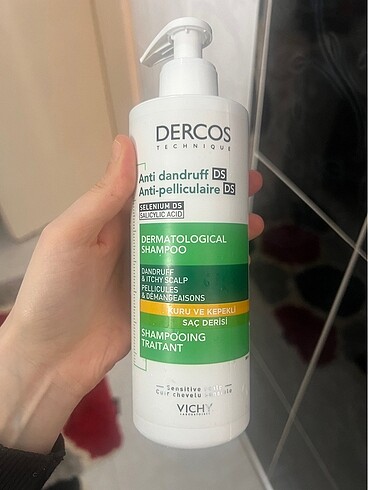 DERCOS
TECHNIQUE
Anti dandruff DS
Anti-pelliculaire DS
SELENIUM DS
SALICYLIC ACID
DERMATOLOGICAL
SHAMPOO
DANDRUFF
& ITCHY SCALP
PELLICULES
& DÉMANGEAISONS
KURU VE KEPEKLİ
SAÇ DERİSİ
SHAMPOOING
TRAITANT
Sensitive
Cuir chevelu
VICHY
LABORATOIRES